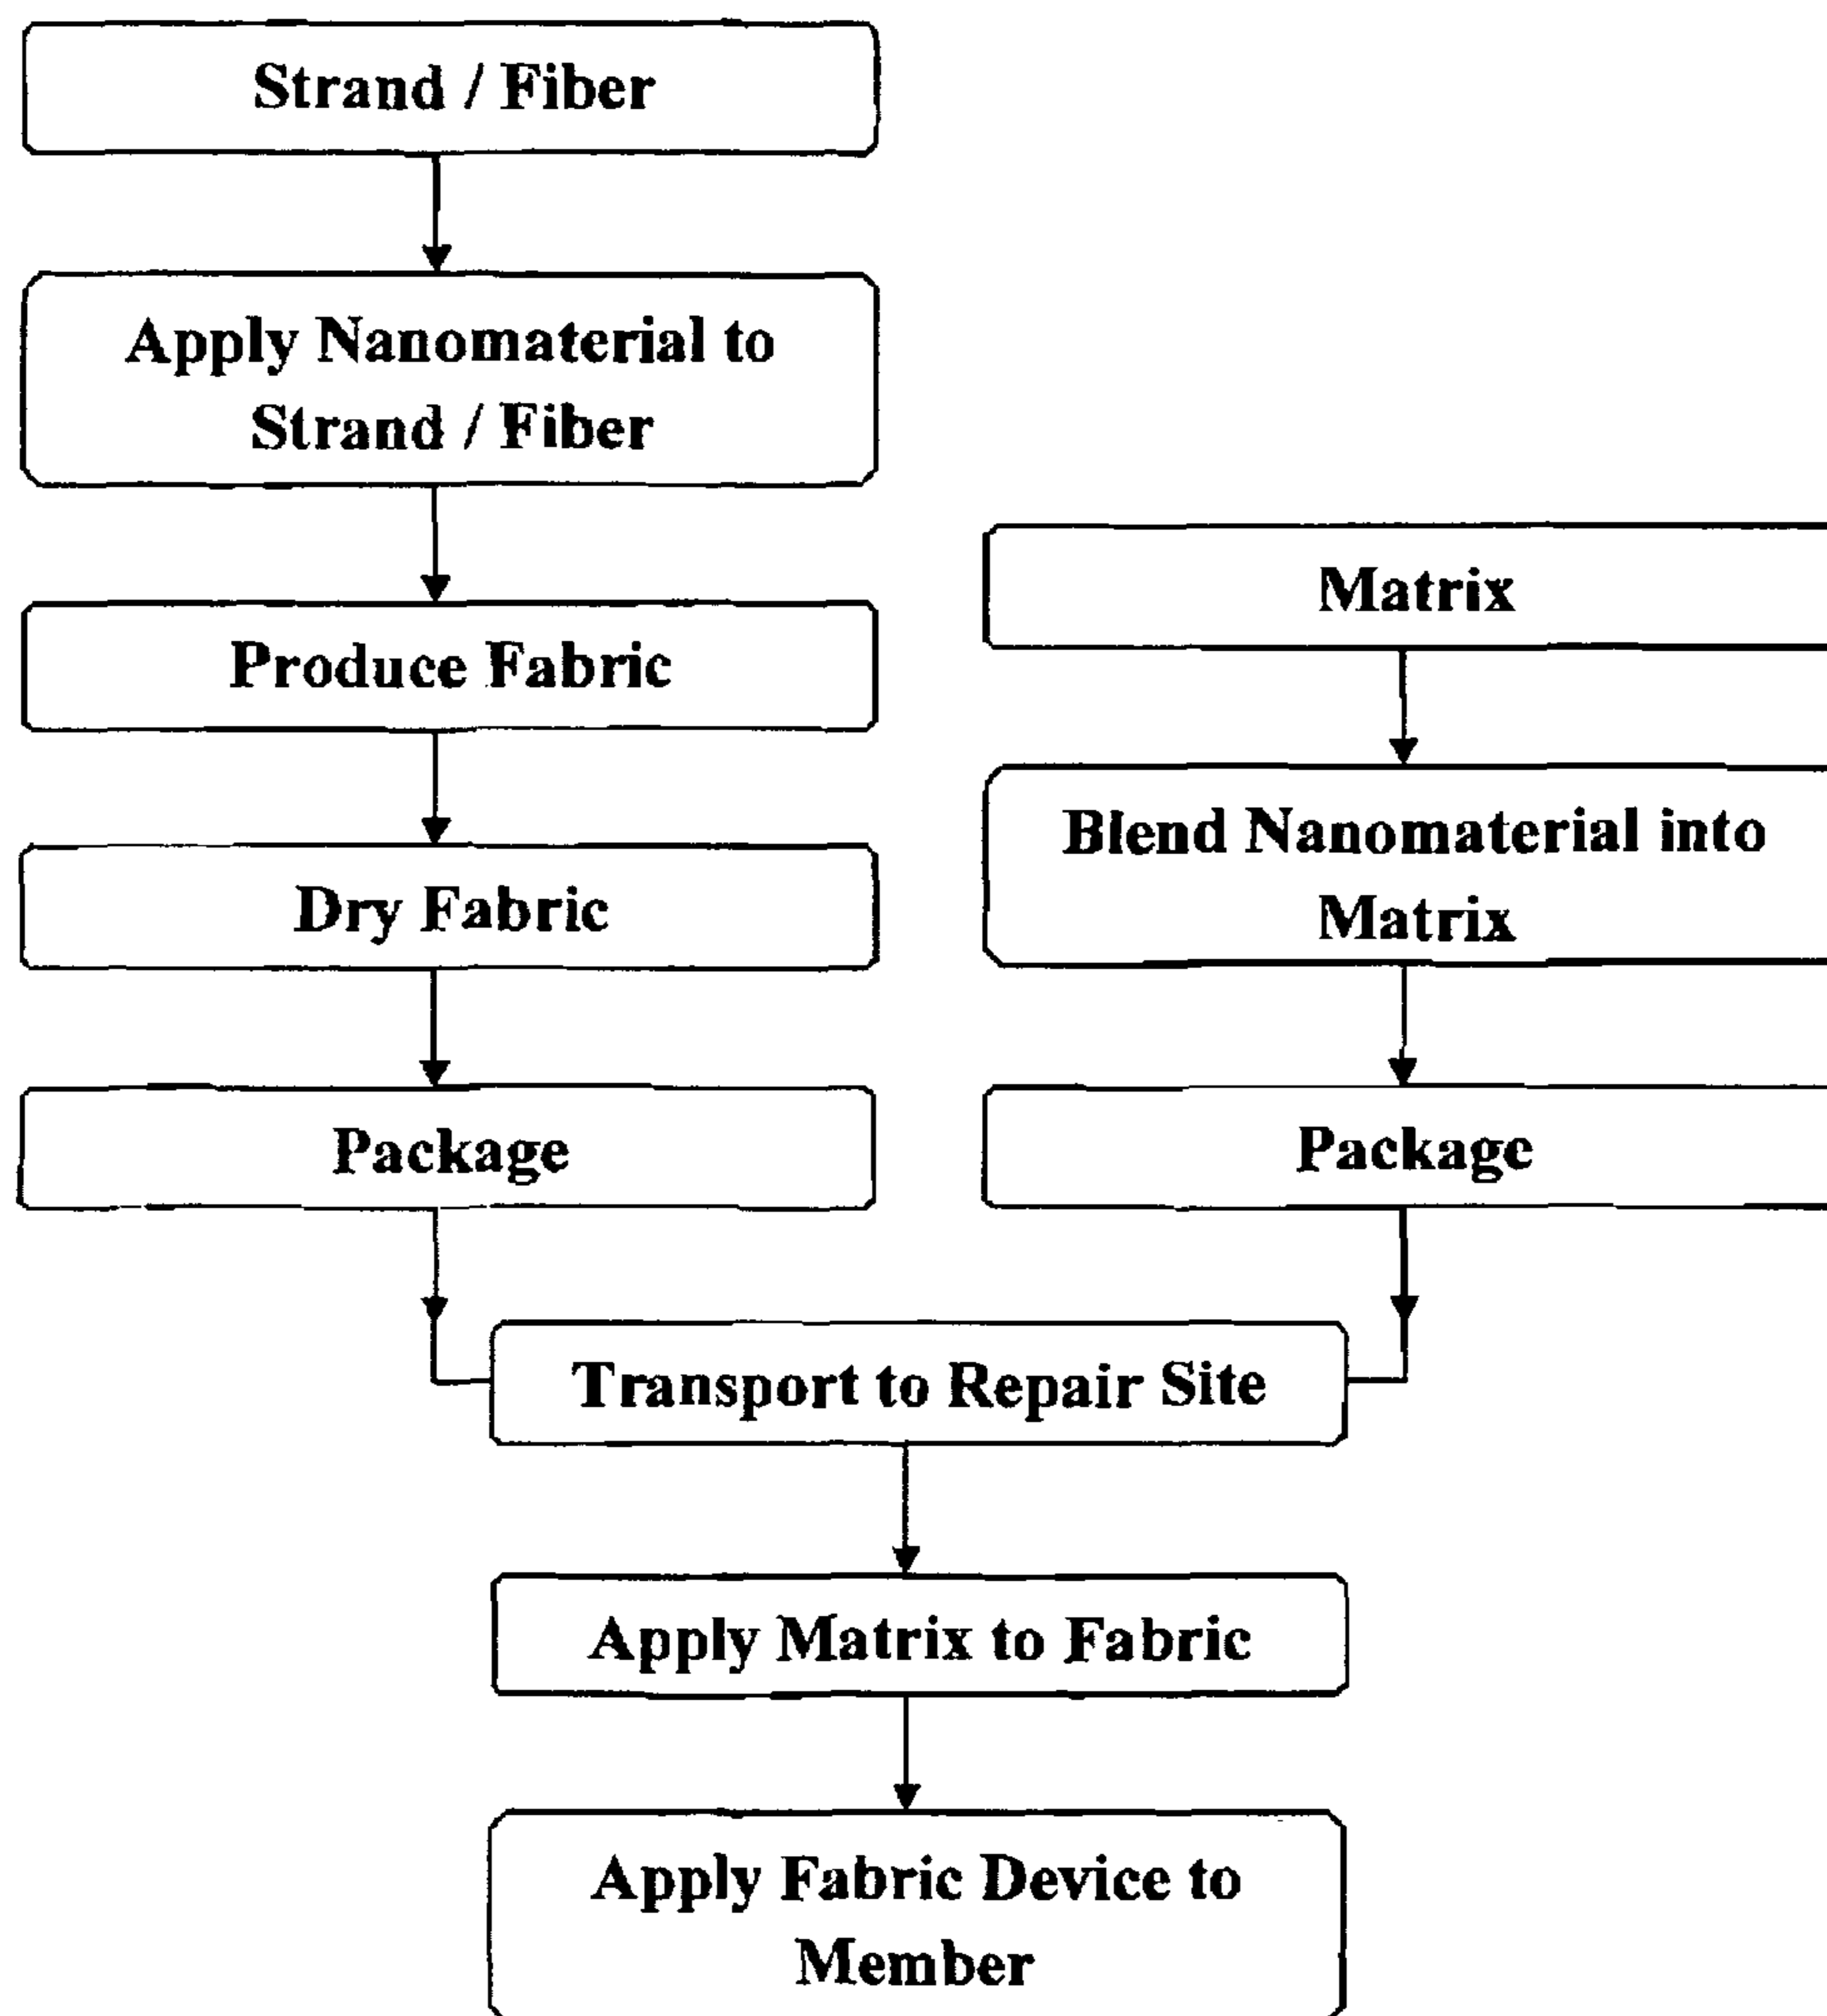 Strand / Fiber
Apply Nanomaterial to
Strand / Fiber
Produce Fabric
Dry Fabric
Package
Matrix
Blend Nanomaterial into
Matrix
Package
Transport to Repair Site
Apply Matrix to Fabric
Apply Fabric Device to
Member